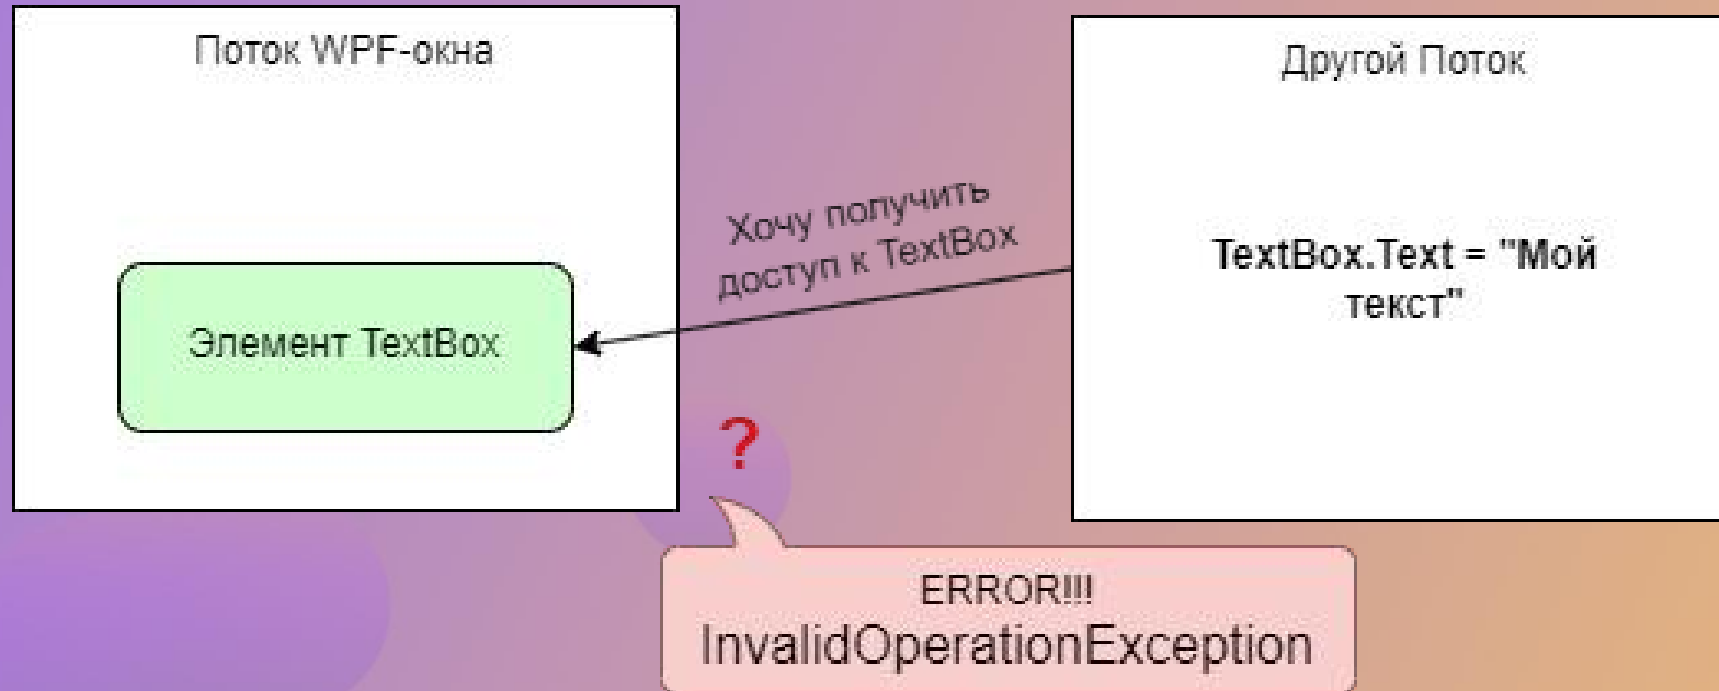 Поток WPF-окна
Другой Поток
Хочу получить
доступ к TextBox
TextBox.Text = "Мой
текст"
Элемент TextBox
?
ERROR!!!
InvalidOperationException